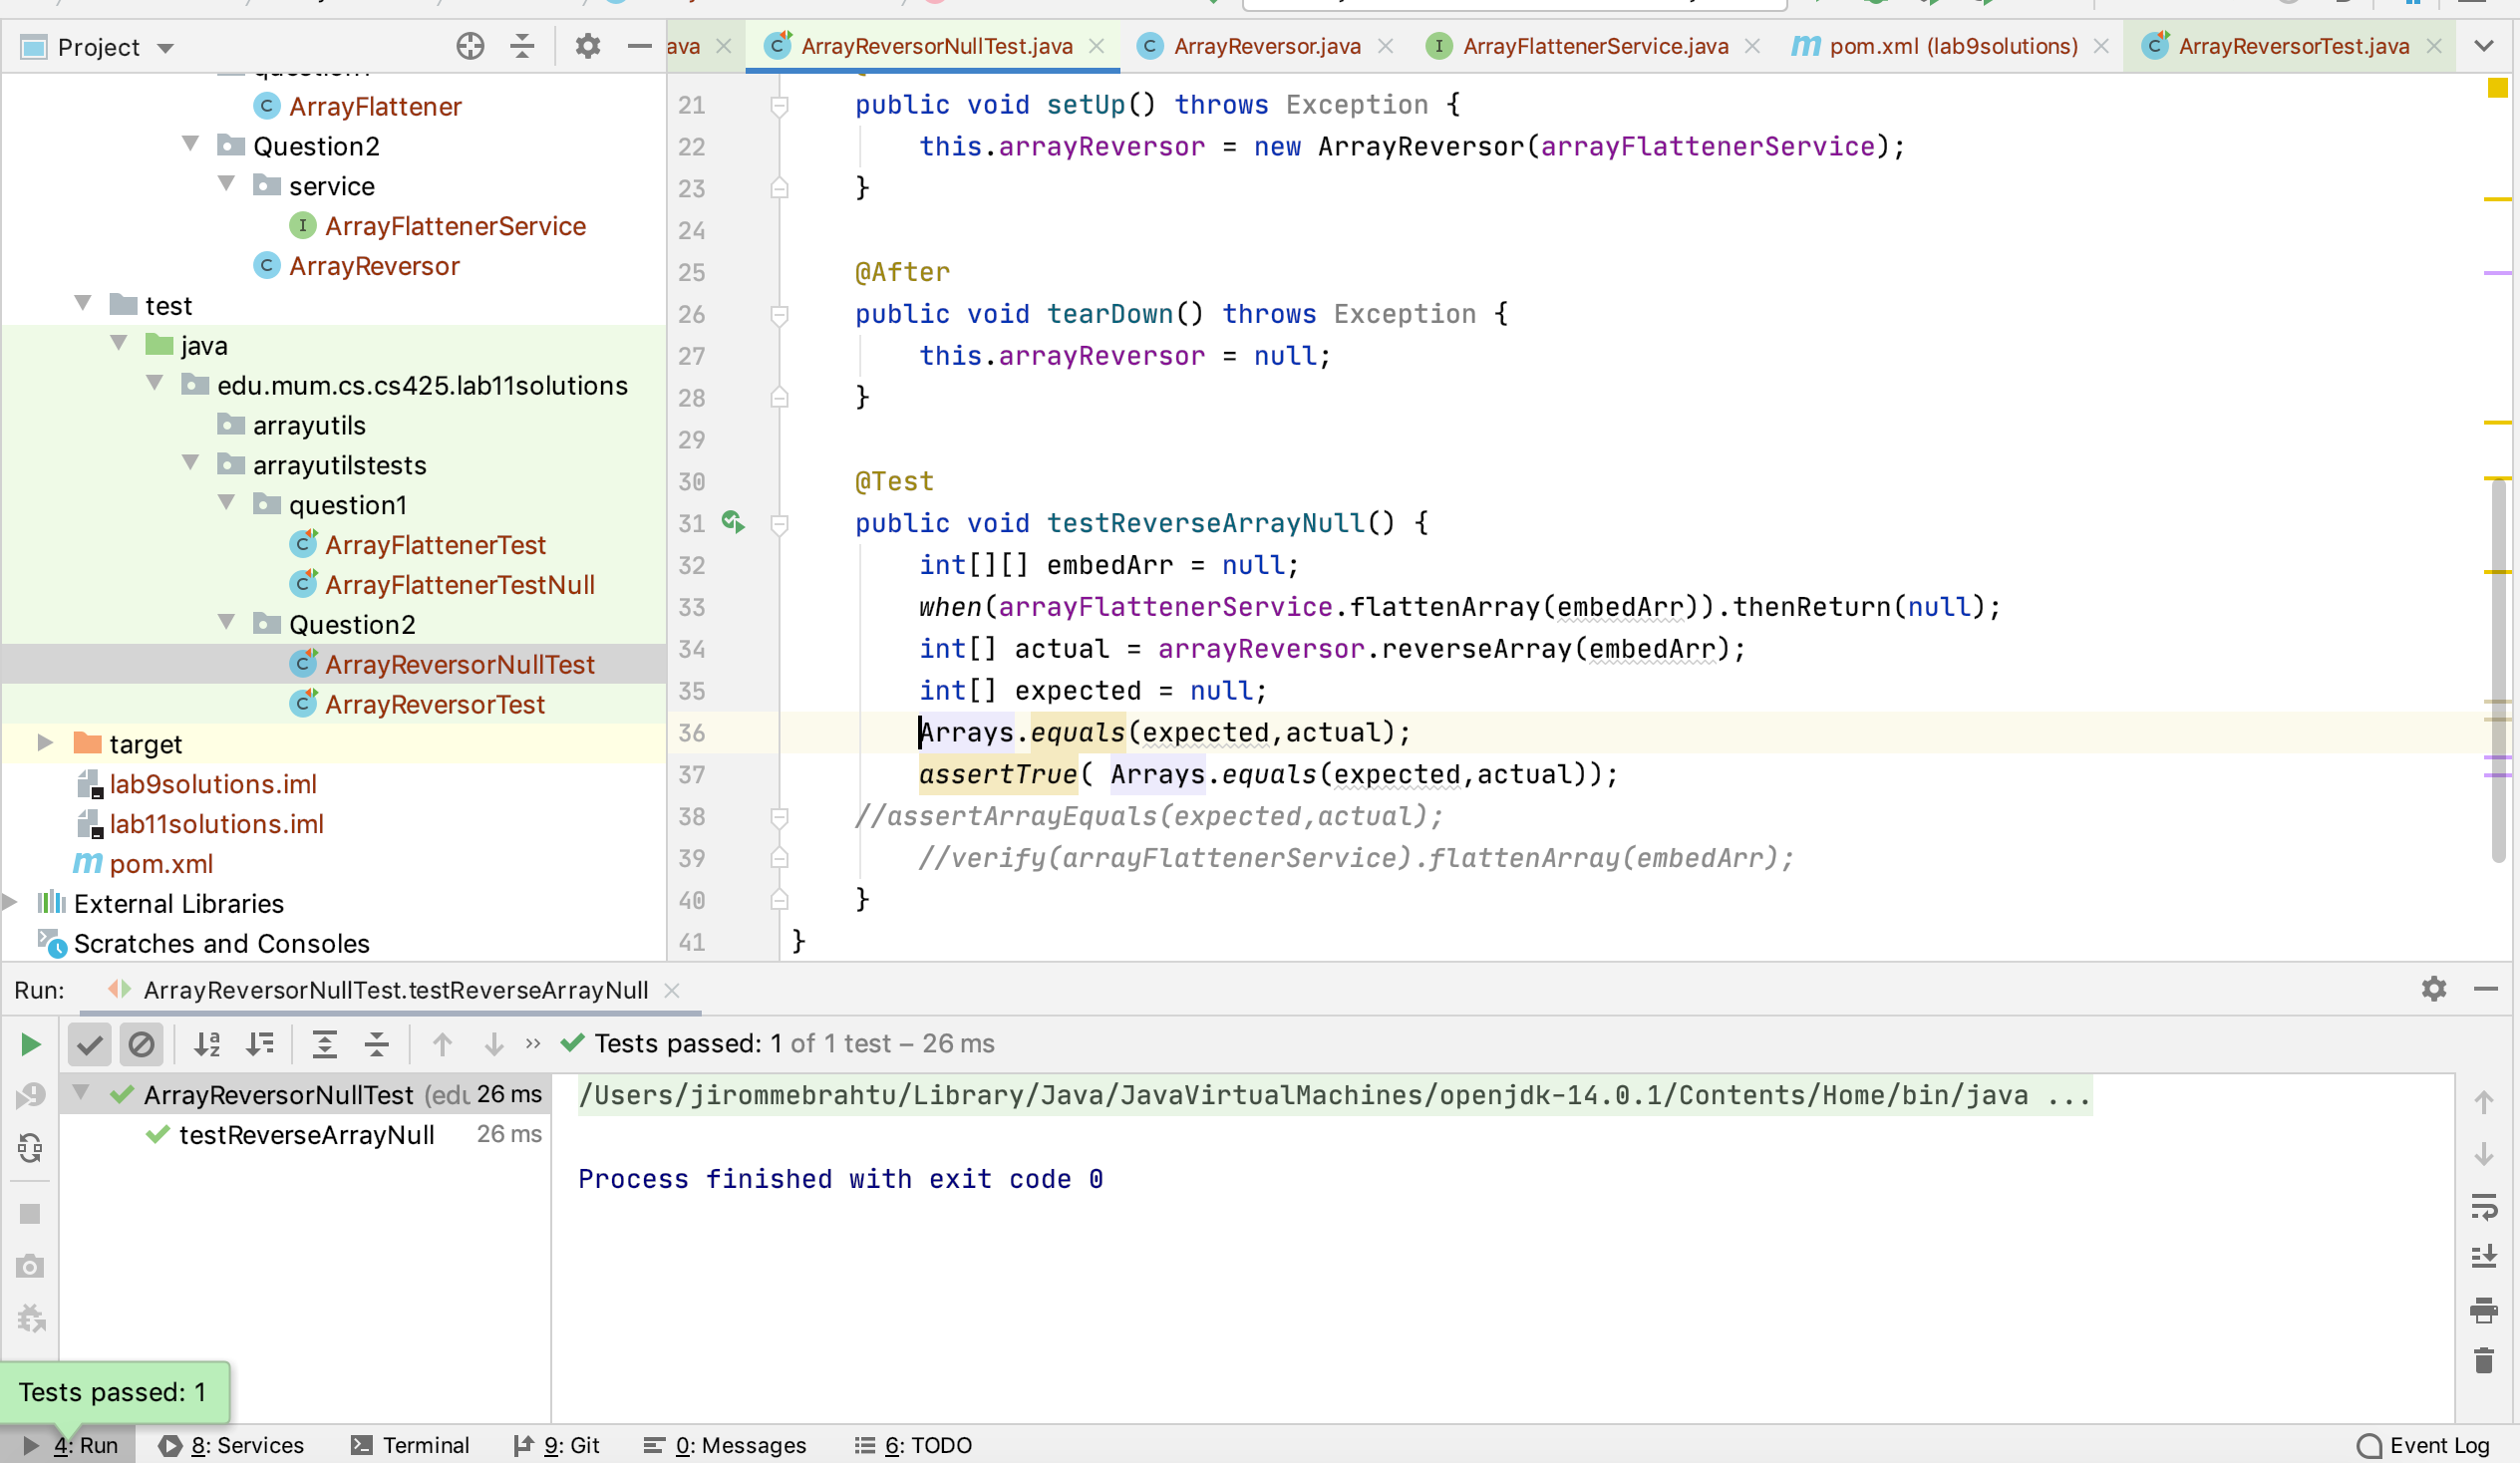 Project
ava
ArrayReversorNullTest.java
ArrayReversor.java
ArrayFlattenerService.java
pom.xml (lab9solutions)
ArrayReversorTest.java
ArrayFlattener
Question2
service
ArrayFlattenerService
ArrayReversor
test
java
edu.mum.cs.cs425.lab11solutions
arrayutils
arrayutilstests
question1
ArrayFlattenerTest
ArrayFlattenerTestNull
Question2
ArrayReversorNullTest
ArrayReversorTest
target
lab9solutions.iml
lab11solutions.iml
pom.xml
External Libraries
Scratches and Consoles
21 public void setUp() throws Exception {
22 this.arrayReversor = new ArrayReversor(arrayFlattenerService);
23 }
24
25 @After
26 public void tearDown() throws Exception {
27 this.arrayReversor = null;
28 }
29
30 @Test
31 public void testReverseArrayNull() {
32 int[][] embedArr = null;
33 when(arrayFlattenerService.flattenArray(embedArr)).thenReturn(null);
34 int[] actual = arrayReversor.reverseArray(embedArr);
35 int[] expected = null;
36 Arrays.equals(expected,actual);
37 assertTrue( Arrays.equals(expected,actual));
38 //assertArrayEquals(expected,actual);
39 //verify(arrayFlattenerService).flattenArray(embedArr);
40 }
41 }
Run: ArrayReversorNullTest.testReverseArrayNull
Tests passed: 1 of 1 test – 26 ms
ArrayReversorNullTest (edu 26 ms
testReverseArrayNull 26 ms
/Users/jirommebrahtu/Library/Java/JavaVirtualMachines/openjdk-14.0.1/Contents/Home/bin/java ...
Process finished with exit code 0
Tests passed: 1
4: Run 8: Services Terminal 9: Git 0: Messages 6: TODO Event Log